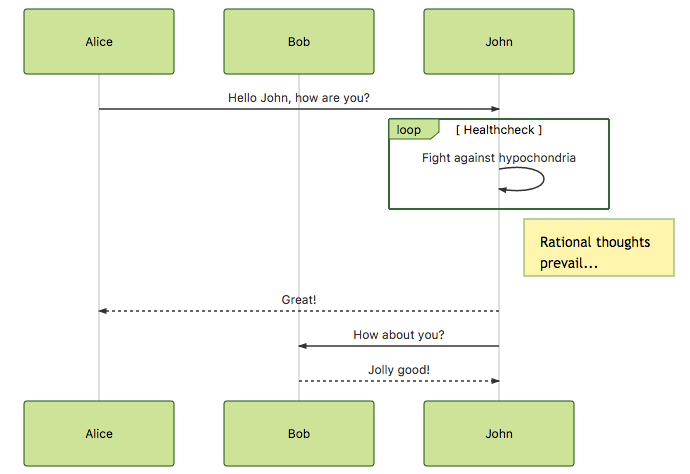 Alice
Bob
John
Hello John, how are you?
loop
[ Healthcheck ]
Fight against hypochondria
Rational thoughts
prevail...
Great!
How about you?
Jolly good!
Alice
Bob
John